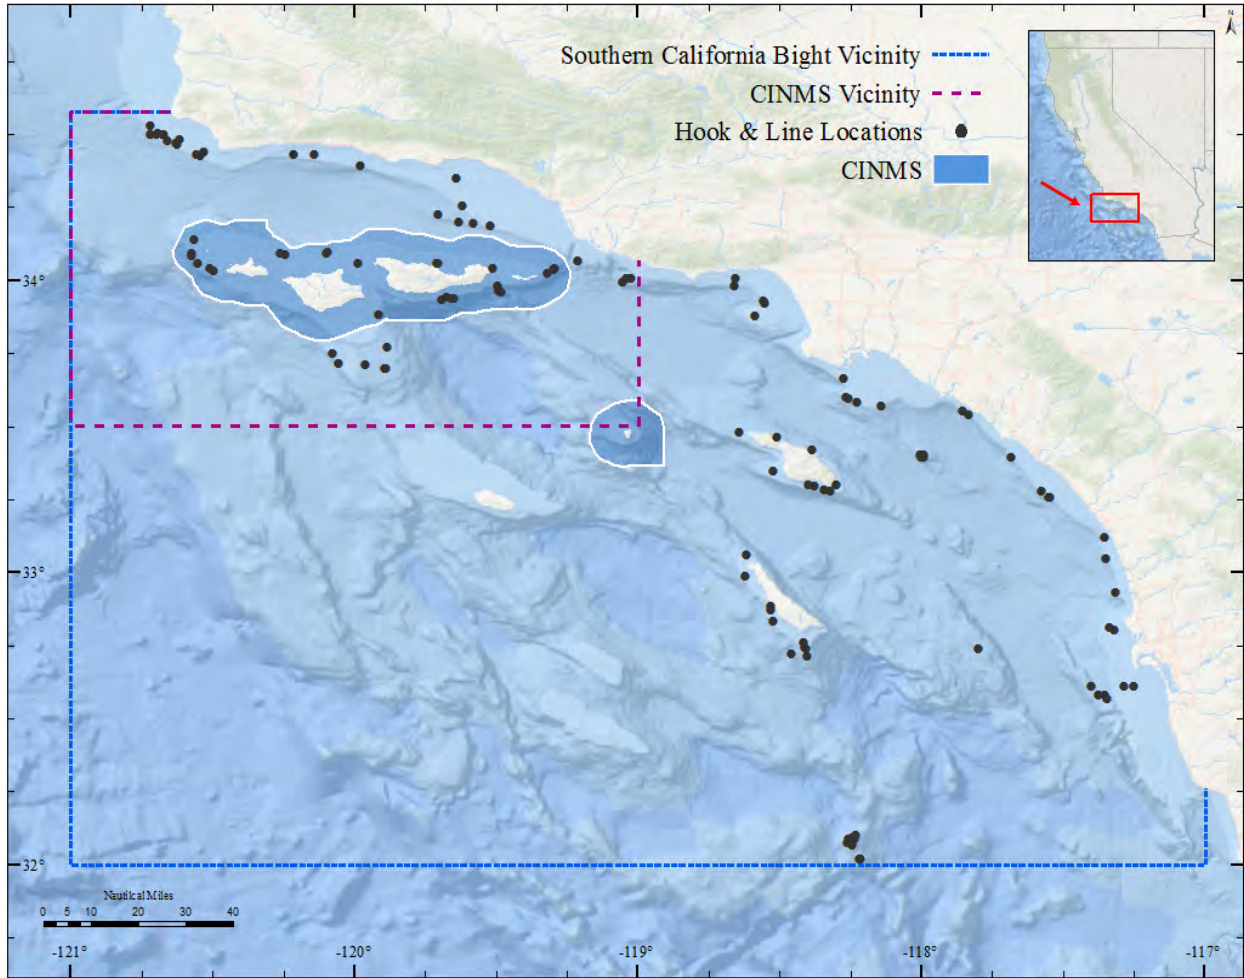 N
Southern California Bight Vicinity
CINMS Vicinity
Hook & Line Locations
CINMS
34°
33°
32°
Nautical Miles
0 5 10 20 30 40
-121° -120° -119° -118° -117°